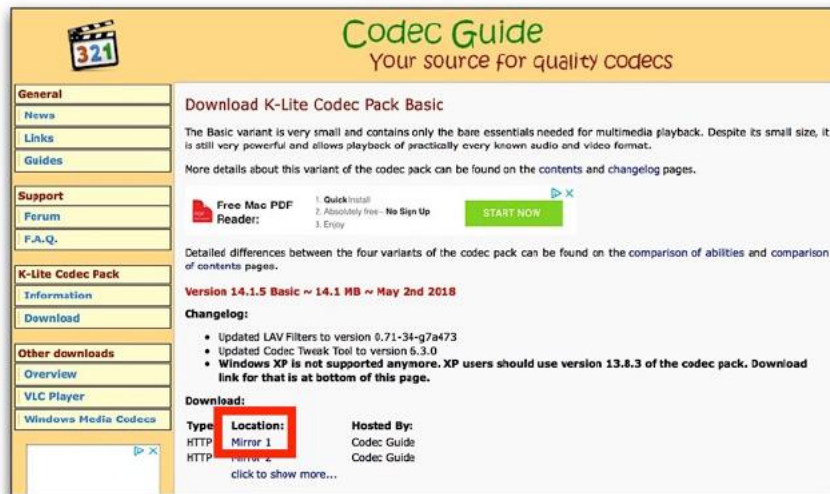 321
Codec Guide
Your source for quality codecs
General
News
Links
Guides
Support
Forum
F.A.Q.
K-Lite Codec Pack
Information
Download
Other downloads
Overview
VLC Player
Windows Media Codecs
Download K-Lite Codec Pack Basic
The Basic variant is very small and contains only the bare essentials needed for multimedia playback. Despite its small size, it
is still very powerful and allows playback of practically every known audio and video format.
More details about this variant of the codec pack can be found on the contents and changelog pages.
Free Mac PDF
Reader:
1. Quick Install
2. Absolutely free - No Sign Up
3. Enjoy
START NOW
Detailed differences between the four variants of the codec pack can be found on the comparison of abilities and comparison
of contents pages.
Version 14.1.5 Basic ~ 14.1 MB ~ May 2nd 2018
Changelog:
• Updated LAV Filters to version 0.71-34-g7a473
• Updated Codec Tweak Tool to version 6.3.0
• Windows XP is not supported anymore. XP users should use version 13.8.3 of the codec pack. Download
link for that is at bottom of this page.
Download:
Type Location: Hosted By:
HTTP Mirror 1 Codec Guide
HTTP Mirror 2 Codec Guide
click to show more...